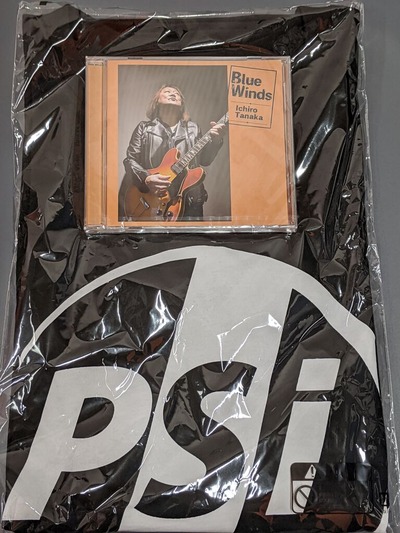 Blue
Winds
Ichiro
Tanaka
PSi